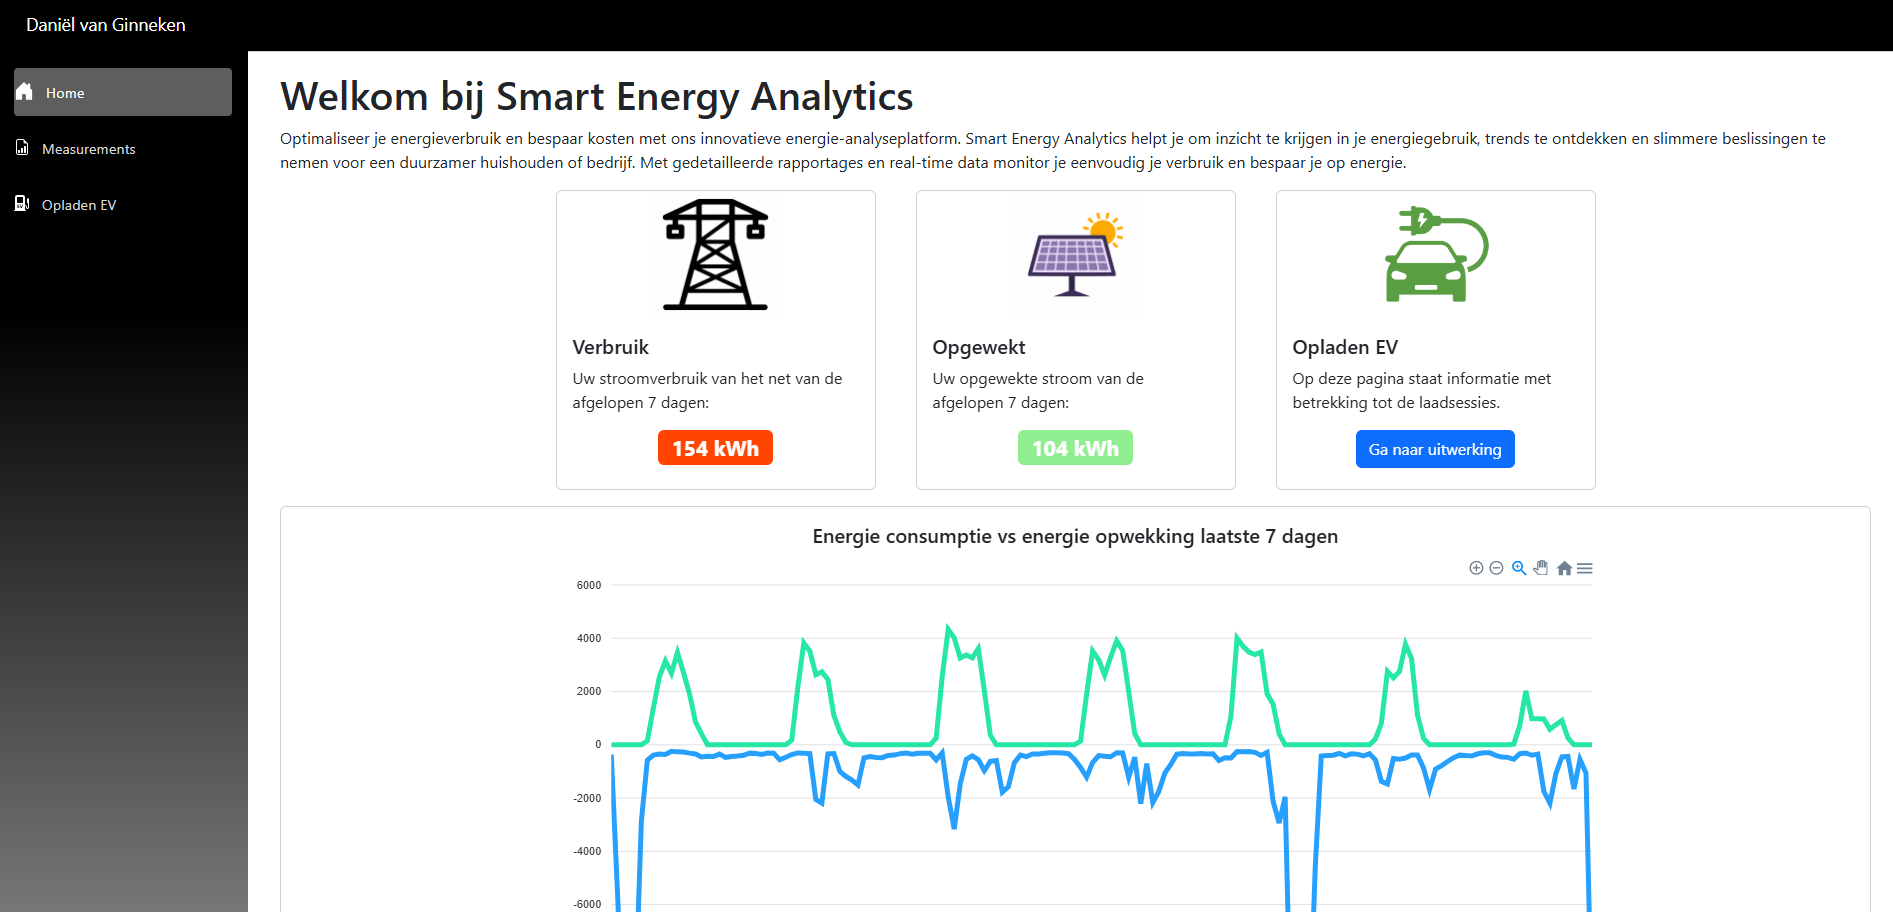 Daniël van Ginneken
Home
Measurements
Opladen EV
Welkom bij Smart Energy Analytics
Optimaliseer je energieverbruik en bespaar kosten met ons innovatieve energie-analyseplatform. Smart Energy Analytics helpt je om inzicht te krijgen in je energiegebruik, trends te ontdekken en slimmere beslissingen te
nemen voor een duurzamer huishouden of bedrijf. Met gedetailleerde rapportages en real-time data monitor je eenvoudig je verbruik en bespaar je op energie.
Verbruik
Uw stroomverbruik van het net van de
afgelopen 7 dagen:
154 kWh
Opgewekt
Uw opgewekte stroom van de
afgelopen 7 dagen:
104 kWh
Opladen EV
Op deze pagina staat informatie met
betrekking tot de laadsessies.
Ga naar uitwerking
Energie consumptie vs energie opwekking laatste 7 dagen
6000
4000
2000
0
-2000
-4000
-6000